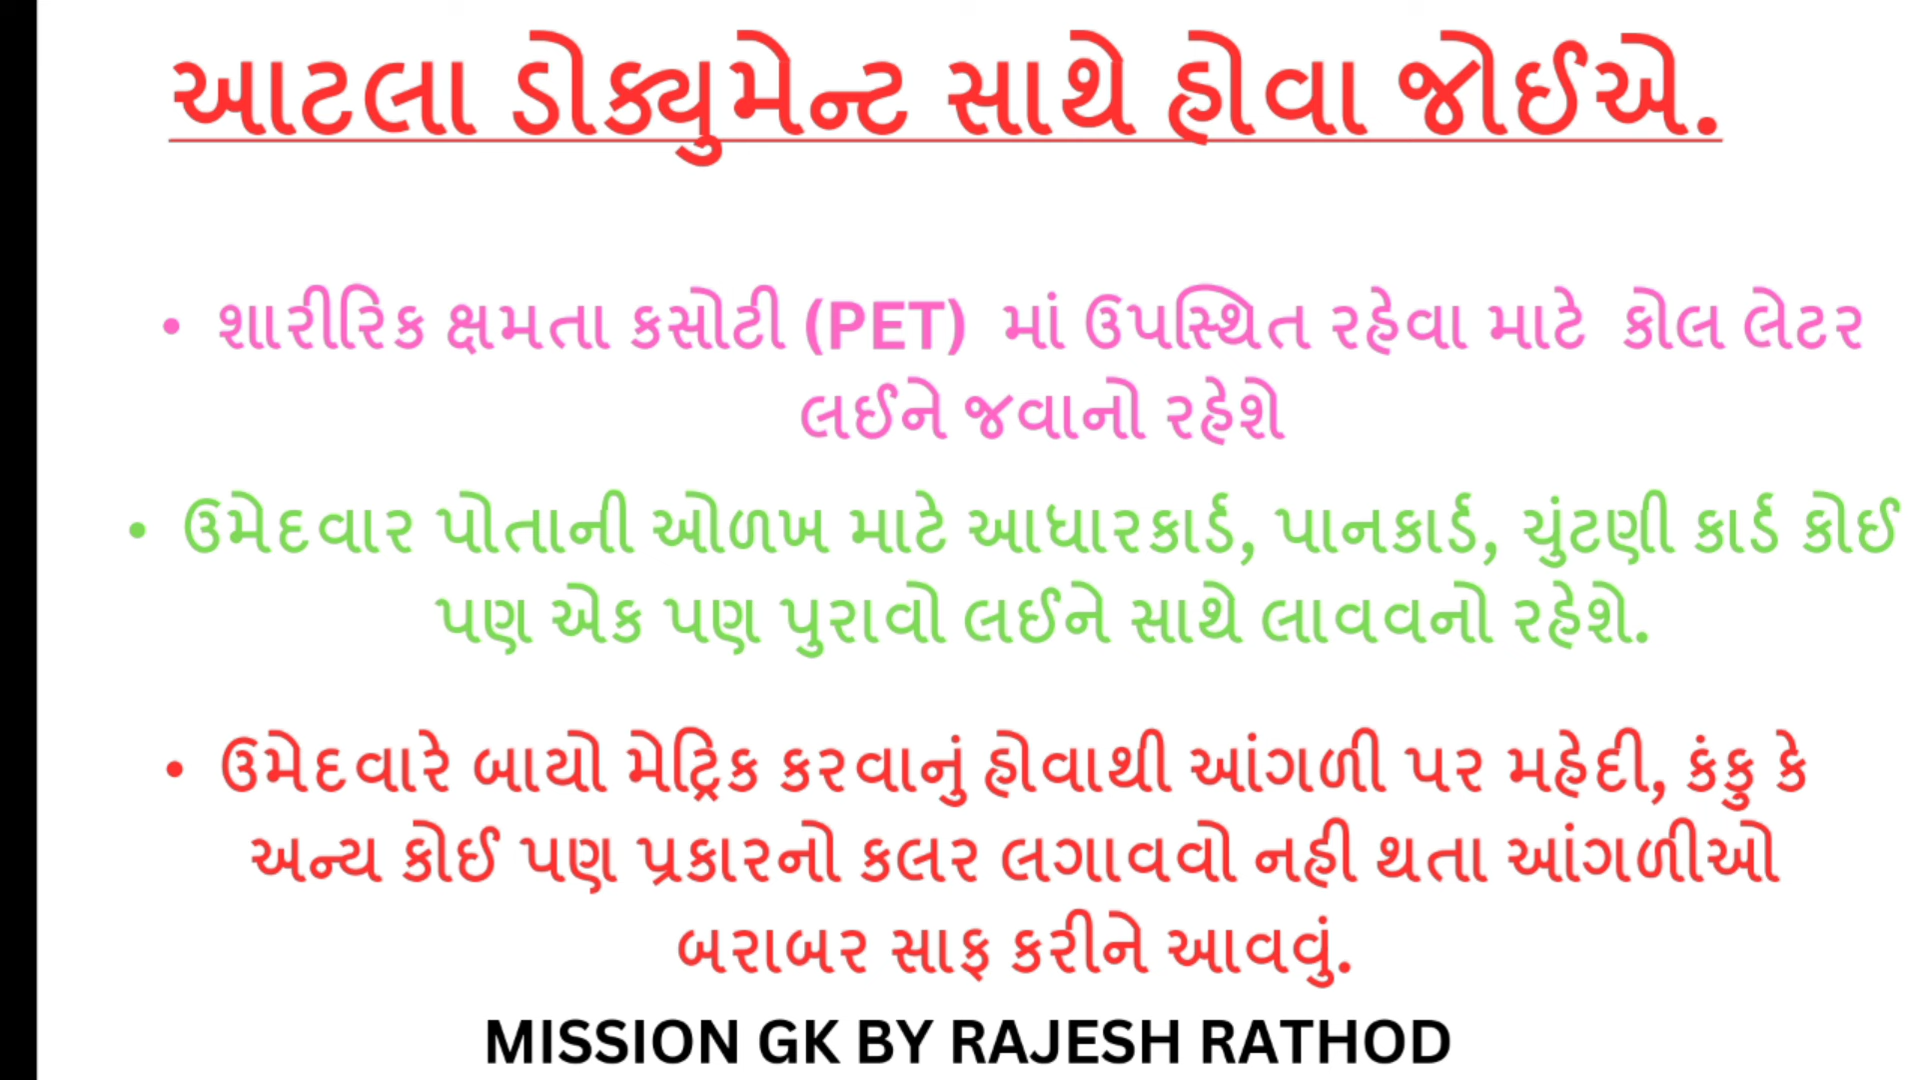 આટલા ડોક્યુમેન્ટ સાથે હોવા જોઈએ.
• શારીરિક ક્ષમતા કસોટી (PET) માં ઉપસ્થિત રહેવા માટે કોલ લેટર
લઈને જવાનો રહેશે
• ઉમેદવાર પોતાની ઓળખ માટે આધારકાર્ડ, પાનકાર્ડ, ચુંટણી કાર્ડ કોઈ
પણ એક પણ પુરાવો લઈને સાથે લાવવનો રહેશે.
• ઉમેદવારે બાયો મેટ્રિક કરવાનું હોવાથી આંગળી પર મહેદી, કંકુ કે
અન્ય કોઈ પણ પ્રકારનો કલર લગાવવો નહી થતા આંગળીઓ
બરાબર સાફ કરીને આવવું.
MISSION GK BY RAJESH RATHOD